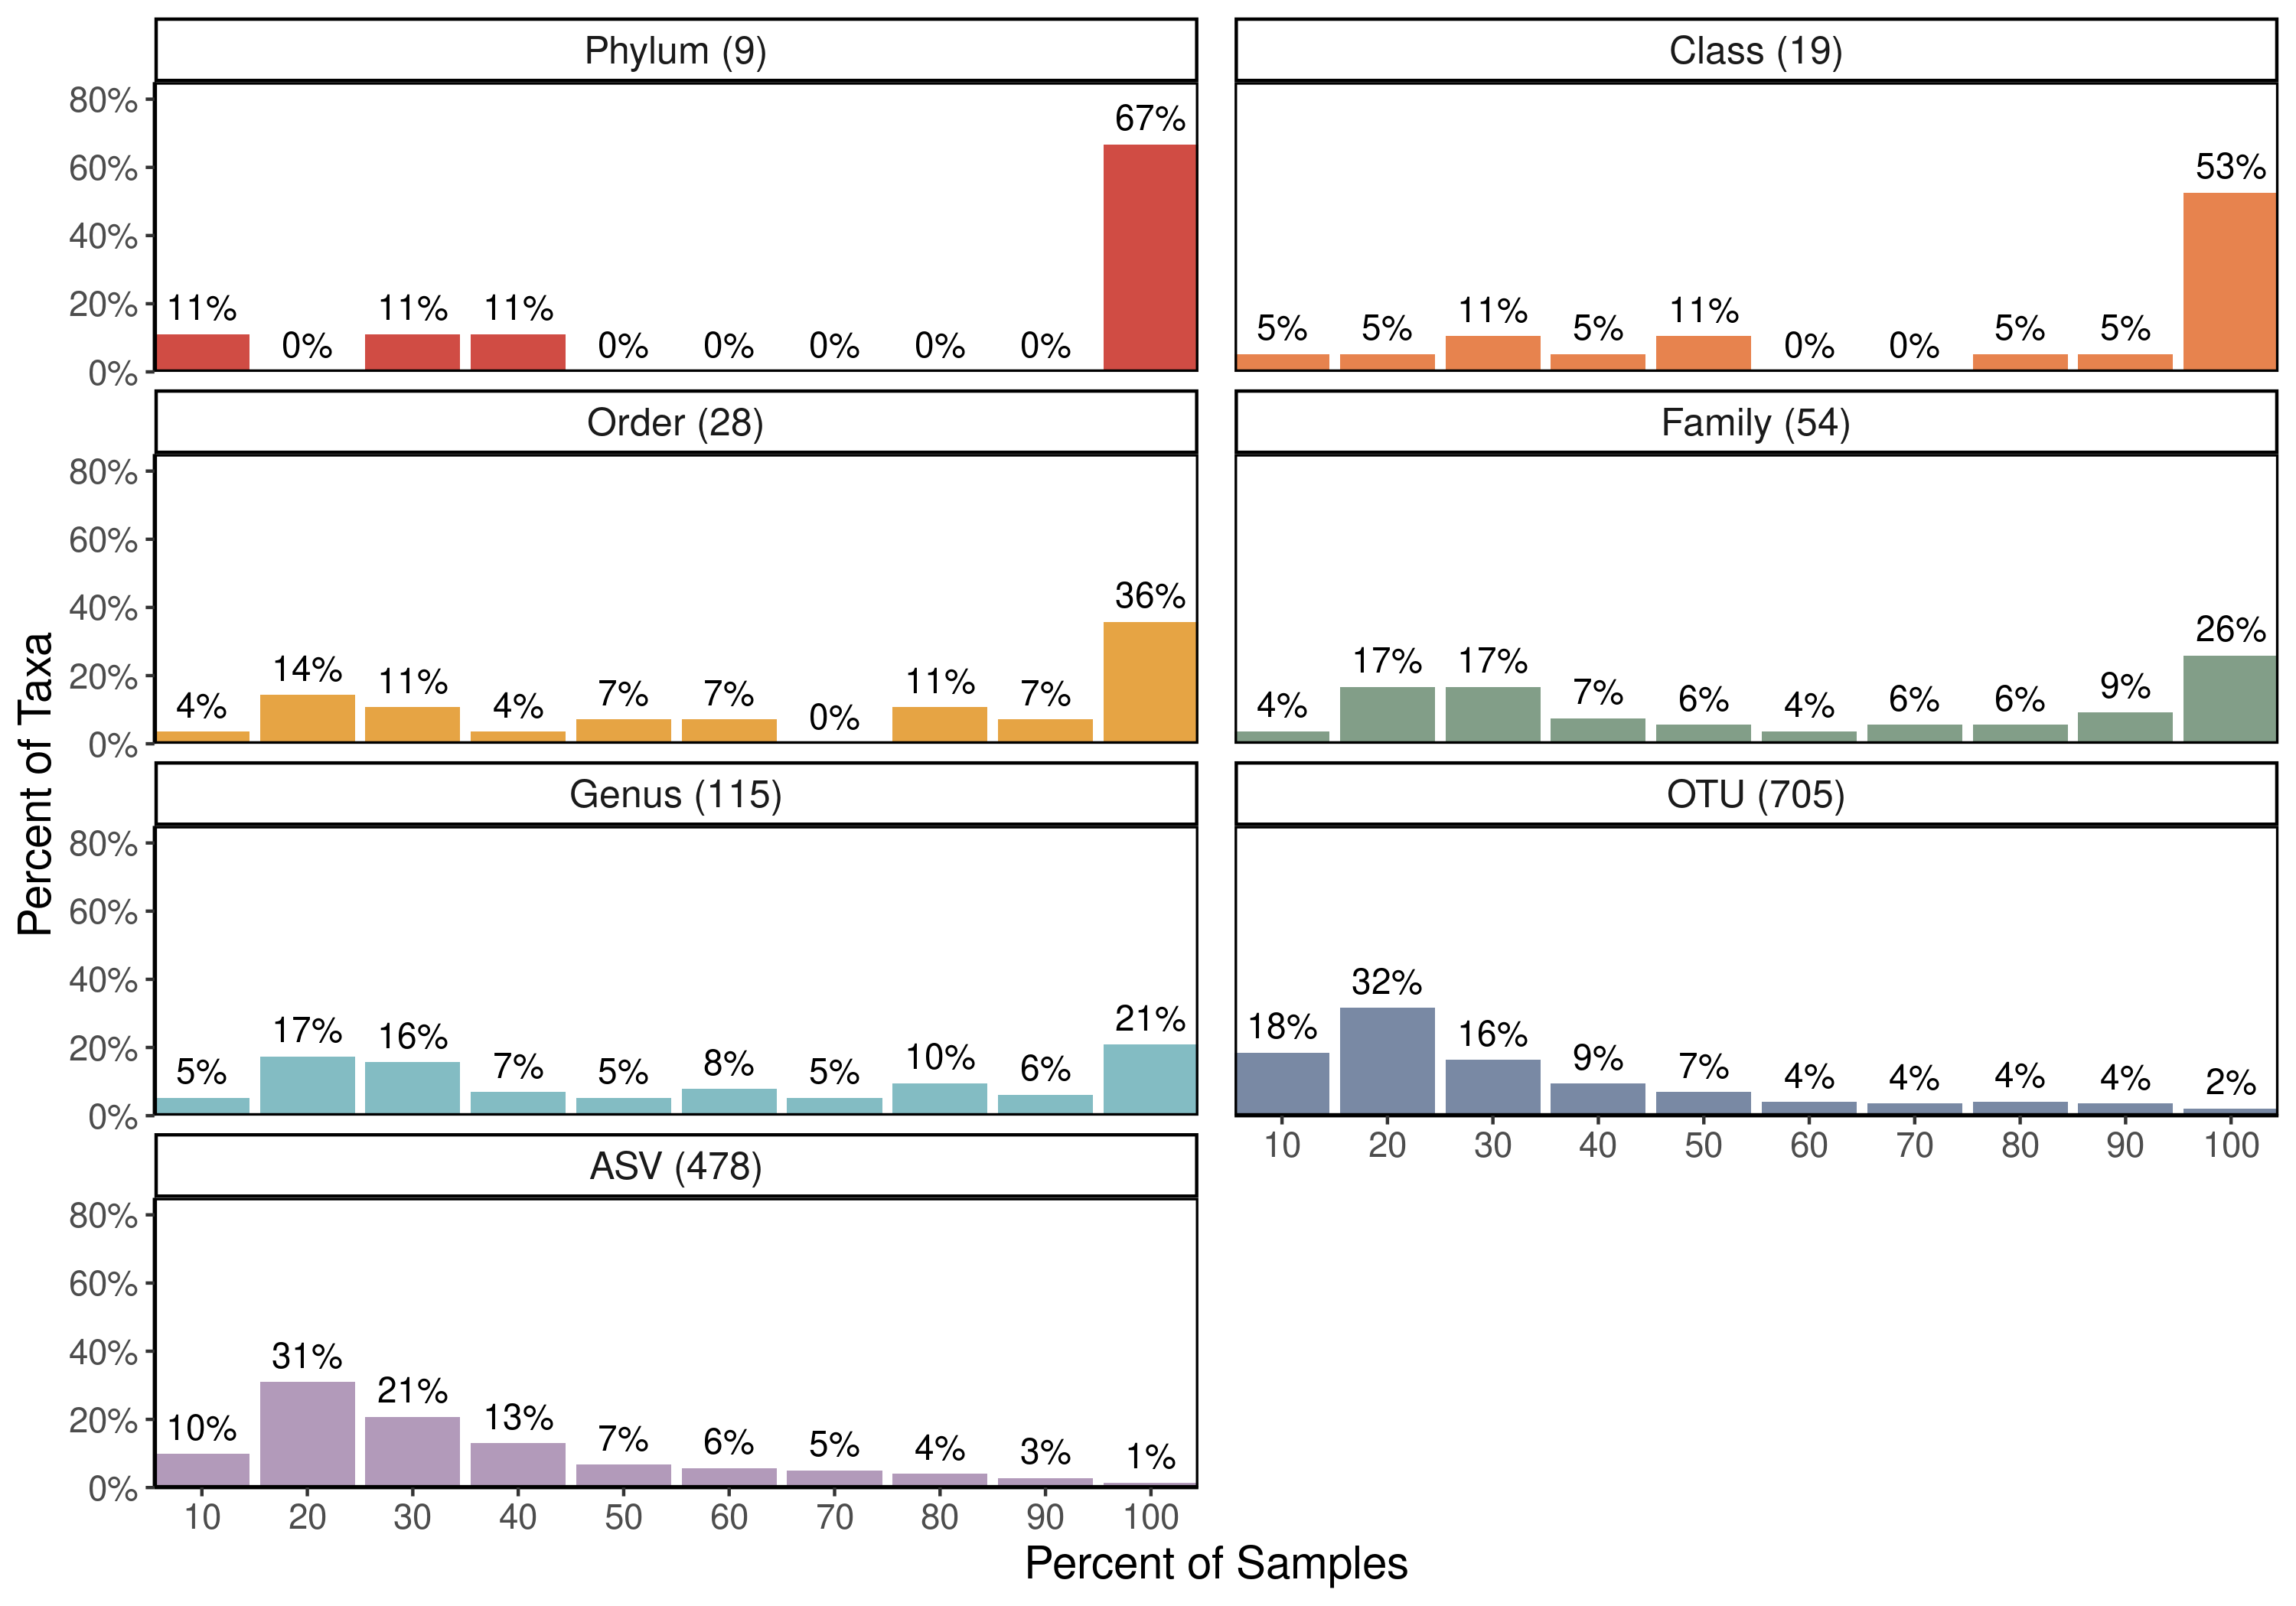 Phylum (9)
Class (19)
80%
60%
40%
20%
0%
11% 0% 11% 11% 0% 0% 0% 0% 0% 67%
5% 5% 11% 5% 11% 0% 0% 5% 5% 53%
Order (28)
Family (54)
80%
60%
40%
20%
0%
4% 14% 11% 4% 7% 7% 0% 11% 7% 36%
4% 17% 17% 7% 6% 4% 6% 6% 9% 26%
Percent of Taxa
Genus (115)
OTU (705)
80%
60%
40%
20%
0%
5% 17% 16% 7% 5% 8% 5% 10% 6% 21%
18% 32% 16% 9% 7% 4% 4% 4% 4% 2%
10 20 30 40 50 60 70 80 90 100
ASV (478)
80%
60%
40%
20%
0%
10% 31% 21% 13% 7% 6% 5% 4% 3% 1%
10 20 30 40 50 60 70 80 90 100
Percent of Samples